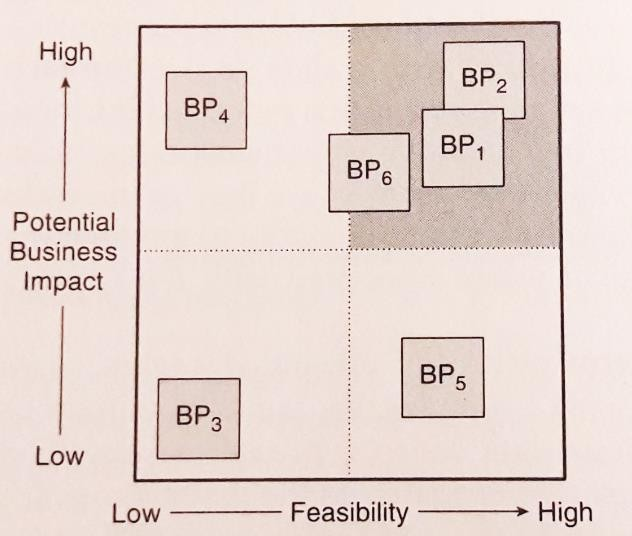 High
BP₂
BP₄
BP₁
BP₆
Potential
Business
Impact
BP₅
BP₃
Low
Low Feasibility High